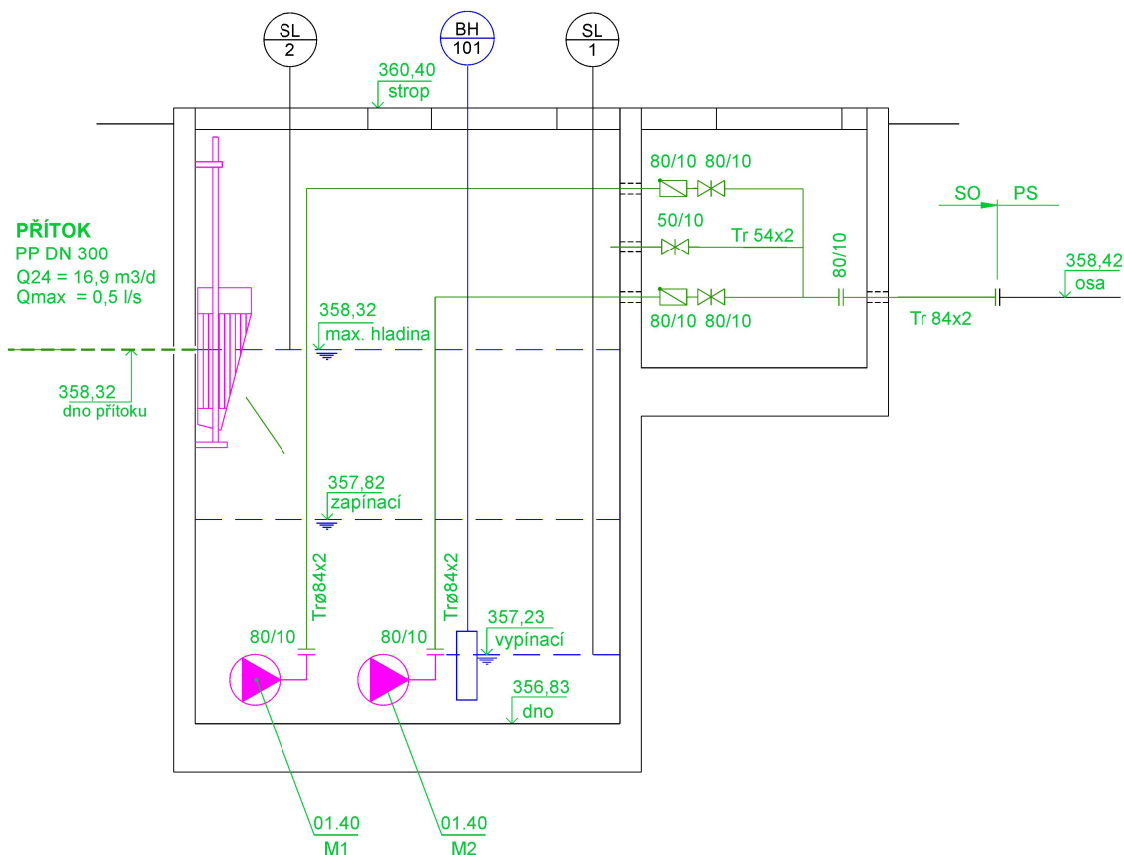 SL
2
BH
101
SL
1
360,40
strop
80/10 80/10
SO PS
50/10
PŘÍTOK
PP DN 300
Q24 = 16,9 m3/d
Qmax = 0,5 l/s
Tr 54x2
80/10
358,42
osa
358,32
max. hladina
80/10 80/10
Tr 84x2
358,32
dno přítoku
357,82
zapínací
Trø84x2
Trø84x2
357,23
vypínací
80/10
80/10
356,83
dno
01.40
M1
01.40
M2